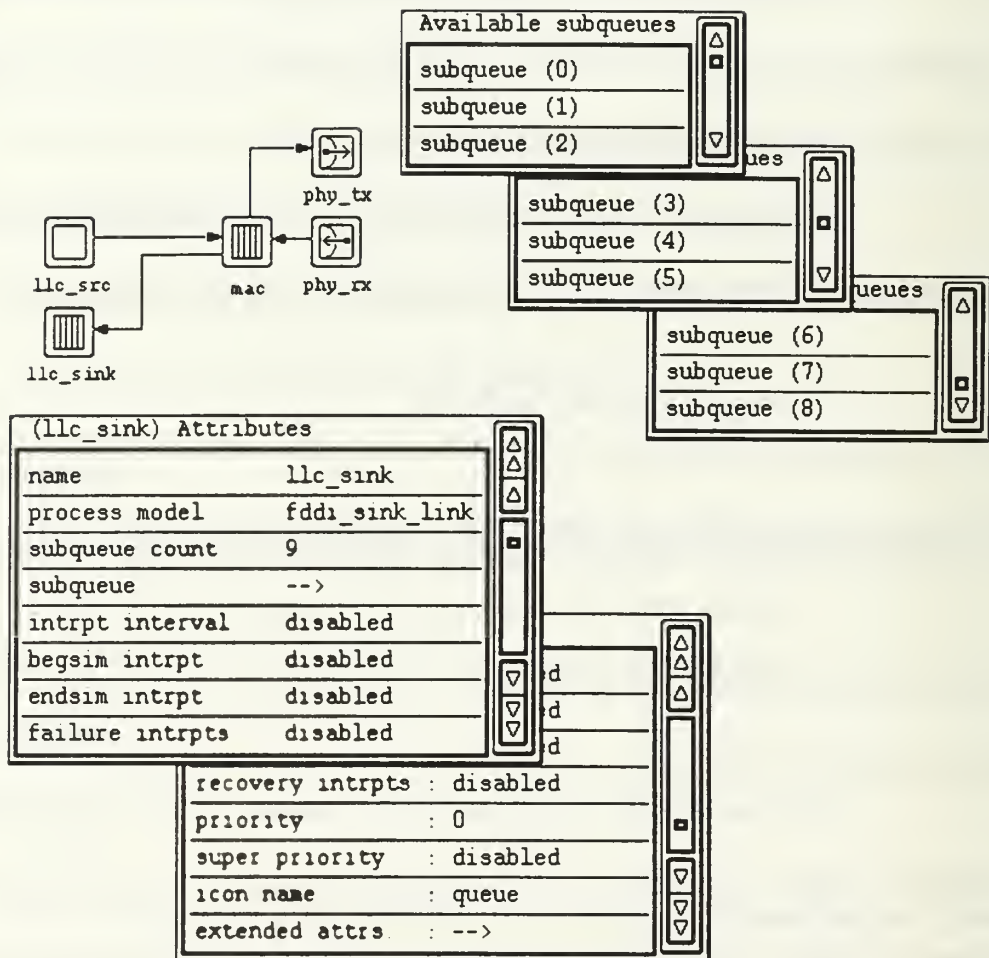 Available subqueues
subqueue (0)
subqueue (1)
subqueue (2)
ues
subqueue (3)
subqueue (4)
subqueue (5)
ueues
subqueue (6)
subqueue (7)
subqueue (8)
phy_tx
llc_src
mac
phy_rx
llc_sink
(llc_sink) Attributes
name llc_sink
process model fddi_sink_link
subqueue count 9
subqueue -->
intrpt interval disabled
begsim intrpt disabled
endsim intrpt disabled
failure intrpts disabled
d
d
d
recovery intrpts : disabled
priority : 0
super priority : disabled
icon name : queue
extended attrs. : -->